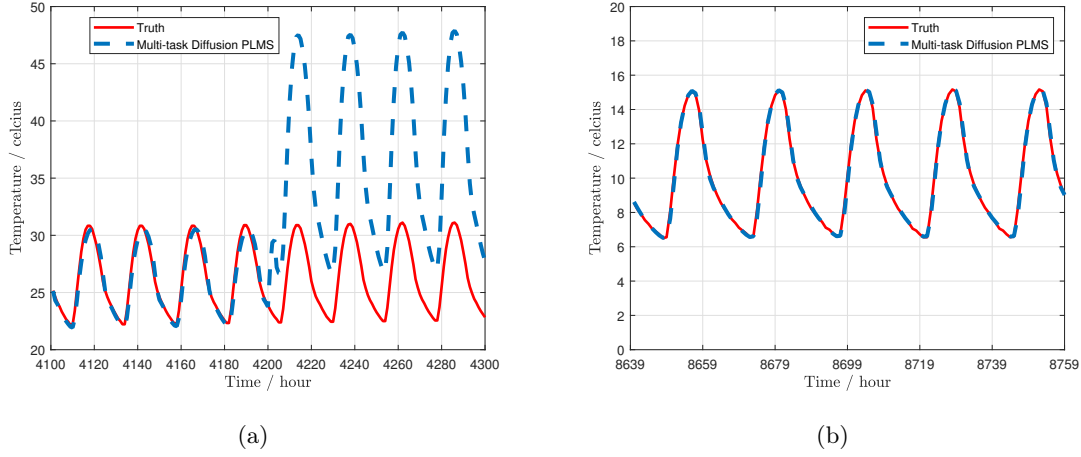 Truth
Multi-task Diffusion PLMS
50
45
40
35
30
25
20
Temperature / celcius
4100 4120 4140 4160 4180 4200 4220 4240 4260 4280 4300
Time / hour
(a)
Truth
Multi-task Diffusion PLMS
20
18
16
14
12
10
8
6
4
2
0
Temperature / celcius
8639 8659 8679 8699 8719 8739 8759
Time / hour
(b)